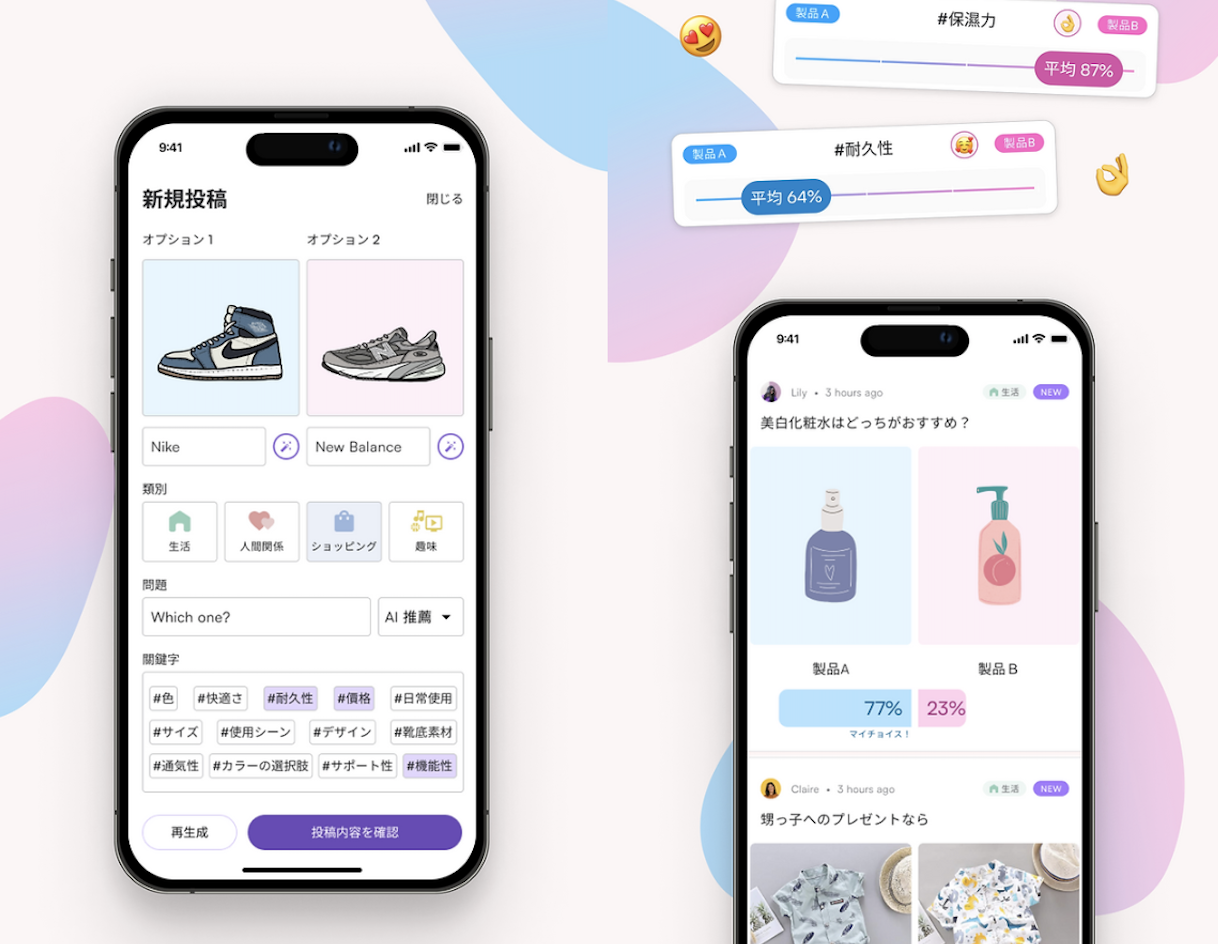 9:41
新規投稿
閉じる
オプション 1
オプション 2
Nike
New Balance
類別
生活
人間関係
ショッピング
趣味
問題
Which one?
AI 推薦
關鍵字
#色
#快適さ
#耐久性
#價格
#日常使用
#サイズ
#使用シーン
#デザイン
#靴底素材
#通気性
#カラーの選択肢
#サポート性
#機能性
再生成
投稿内容を確認
製品A
#保濕力
製品B
平均 87%
製品A
#耐久性
製品B
平均 64%
9:41
Lily • 3 hours ago
生活
NEW
美白化粧水はどっちがおすすめ？
製品A
製品B
77%
23%
マイチョイス！
Claire • 3 hours ago
生活
NEW
甥っ子へのプレゼントなら